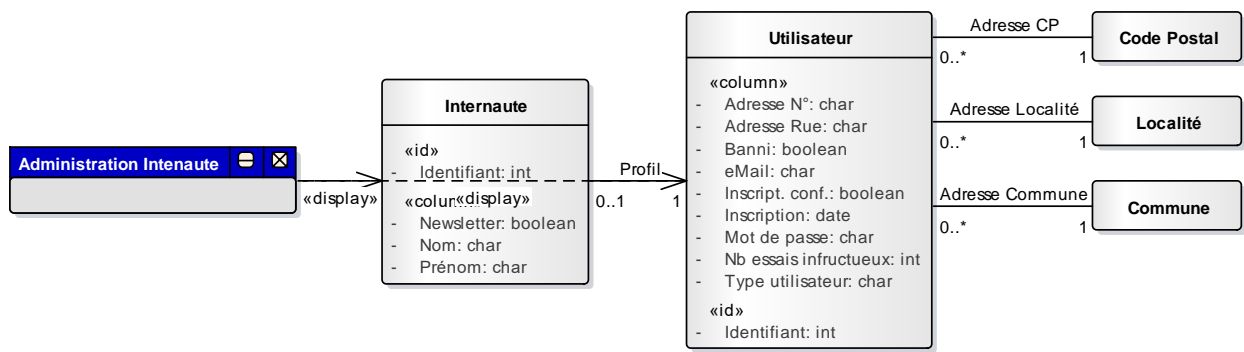 Administration Intenaute
«display»
Internaute
«id»
- Identifiant: int
«colum
«display»
- Newsletter: boolean
- Nom: char
- Prénom: char
Profil
0..1
1
Utilisateur
«column»
- Adresse N°: char
- Adresse Rue: char
- Banni: boolean
- eMail: char
- Inscript. conf.: boolean
- Inscription: date
- Mot de passe: char
- Nb essais infructueux: int
- Type utilisateur: char
«id»
- Identifiant: int
Adresse CP
0..*
1
Code Postal
Adresse Localité
0..*
1
Localité
Adresse Commune
0..*
1
Commune